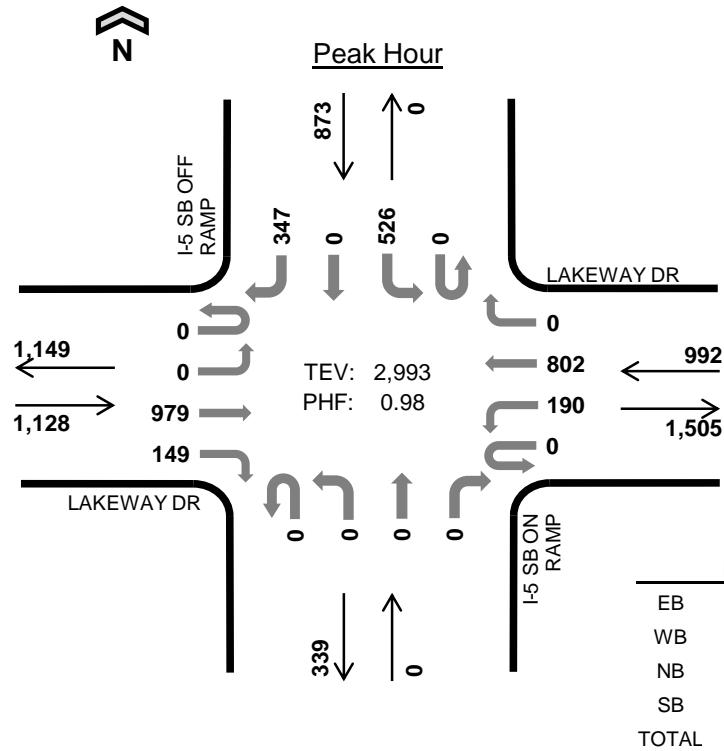 N
Peak Hour
873
0
I-5 SB OFF
RAMP
347
0
526
0
LAKEWAY DR
0
0
1,149
0
802
992
TEV: 2,993
PHF: 0.98
1,128
979
190
1,505
149
0
LAKEWAY DR
0
0
0
0
I-5 SB ON
RAMP
339
0
EB
WB
NB
SB
TOTAL